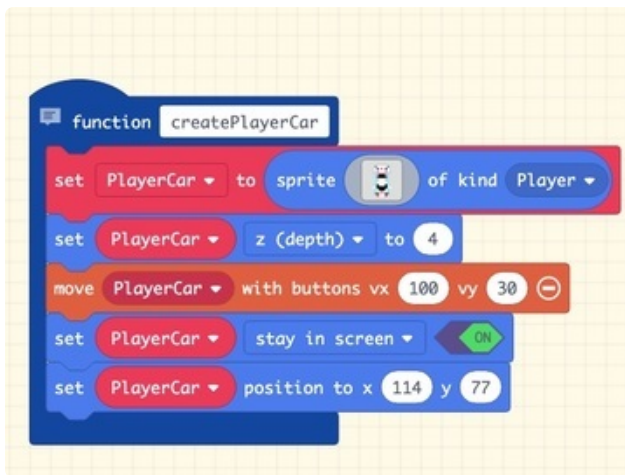 function createPlayerCar
set PlayerCar to sprite of kind Player
set PlayerCar z (depth) to 4
move PlayerCar with buttons vx 100 vy 30
set PlayerCar stay in screen ON
set PlayerCar position to x 114 y 77